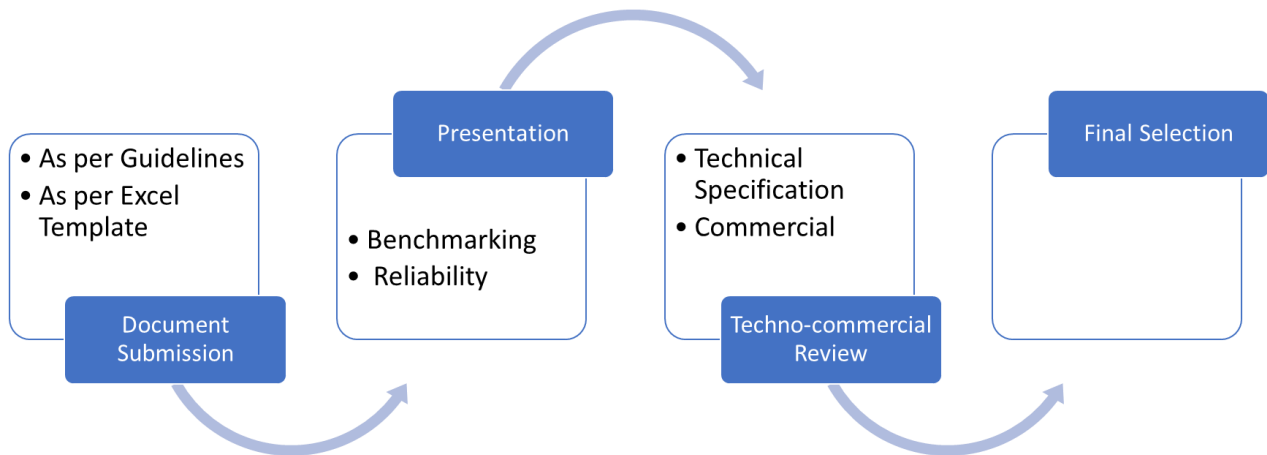 • As per Guidelines
• As per Excel
Template
Document
Submission
Presentation
• Benchmarking
• Reliability
• Technical
Specification
• Commercial
Techno-commercial
Review
Final Selection